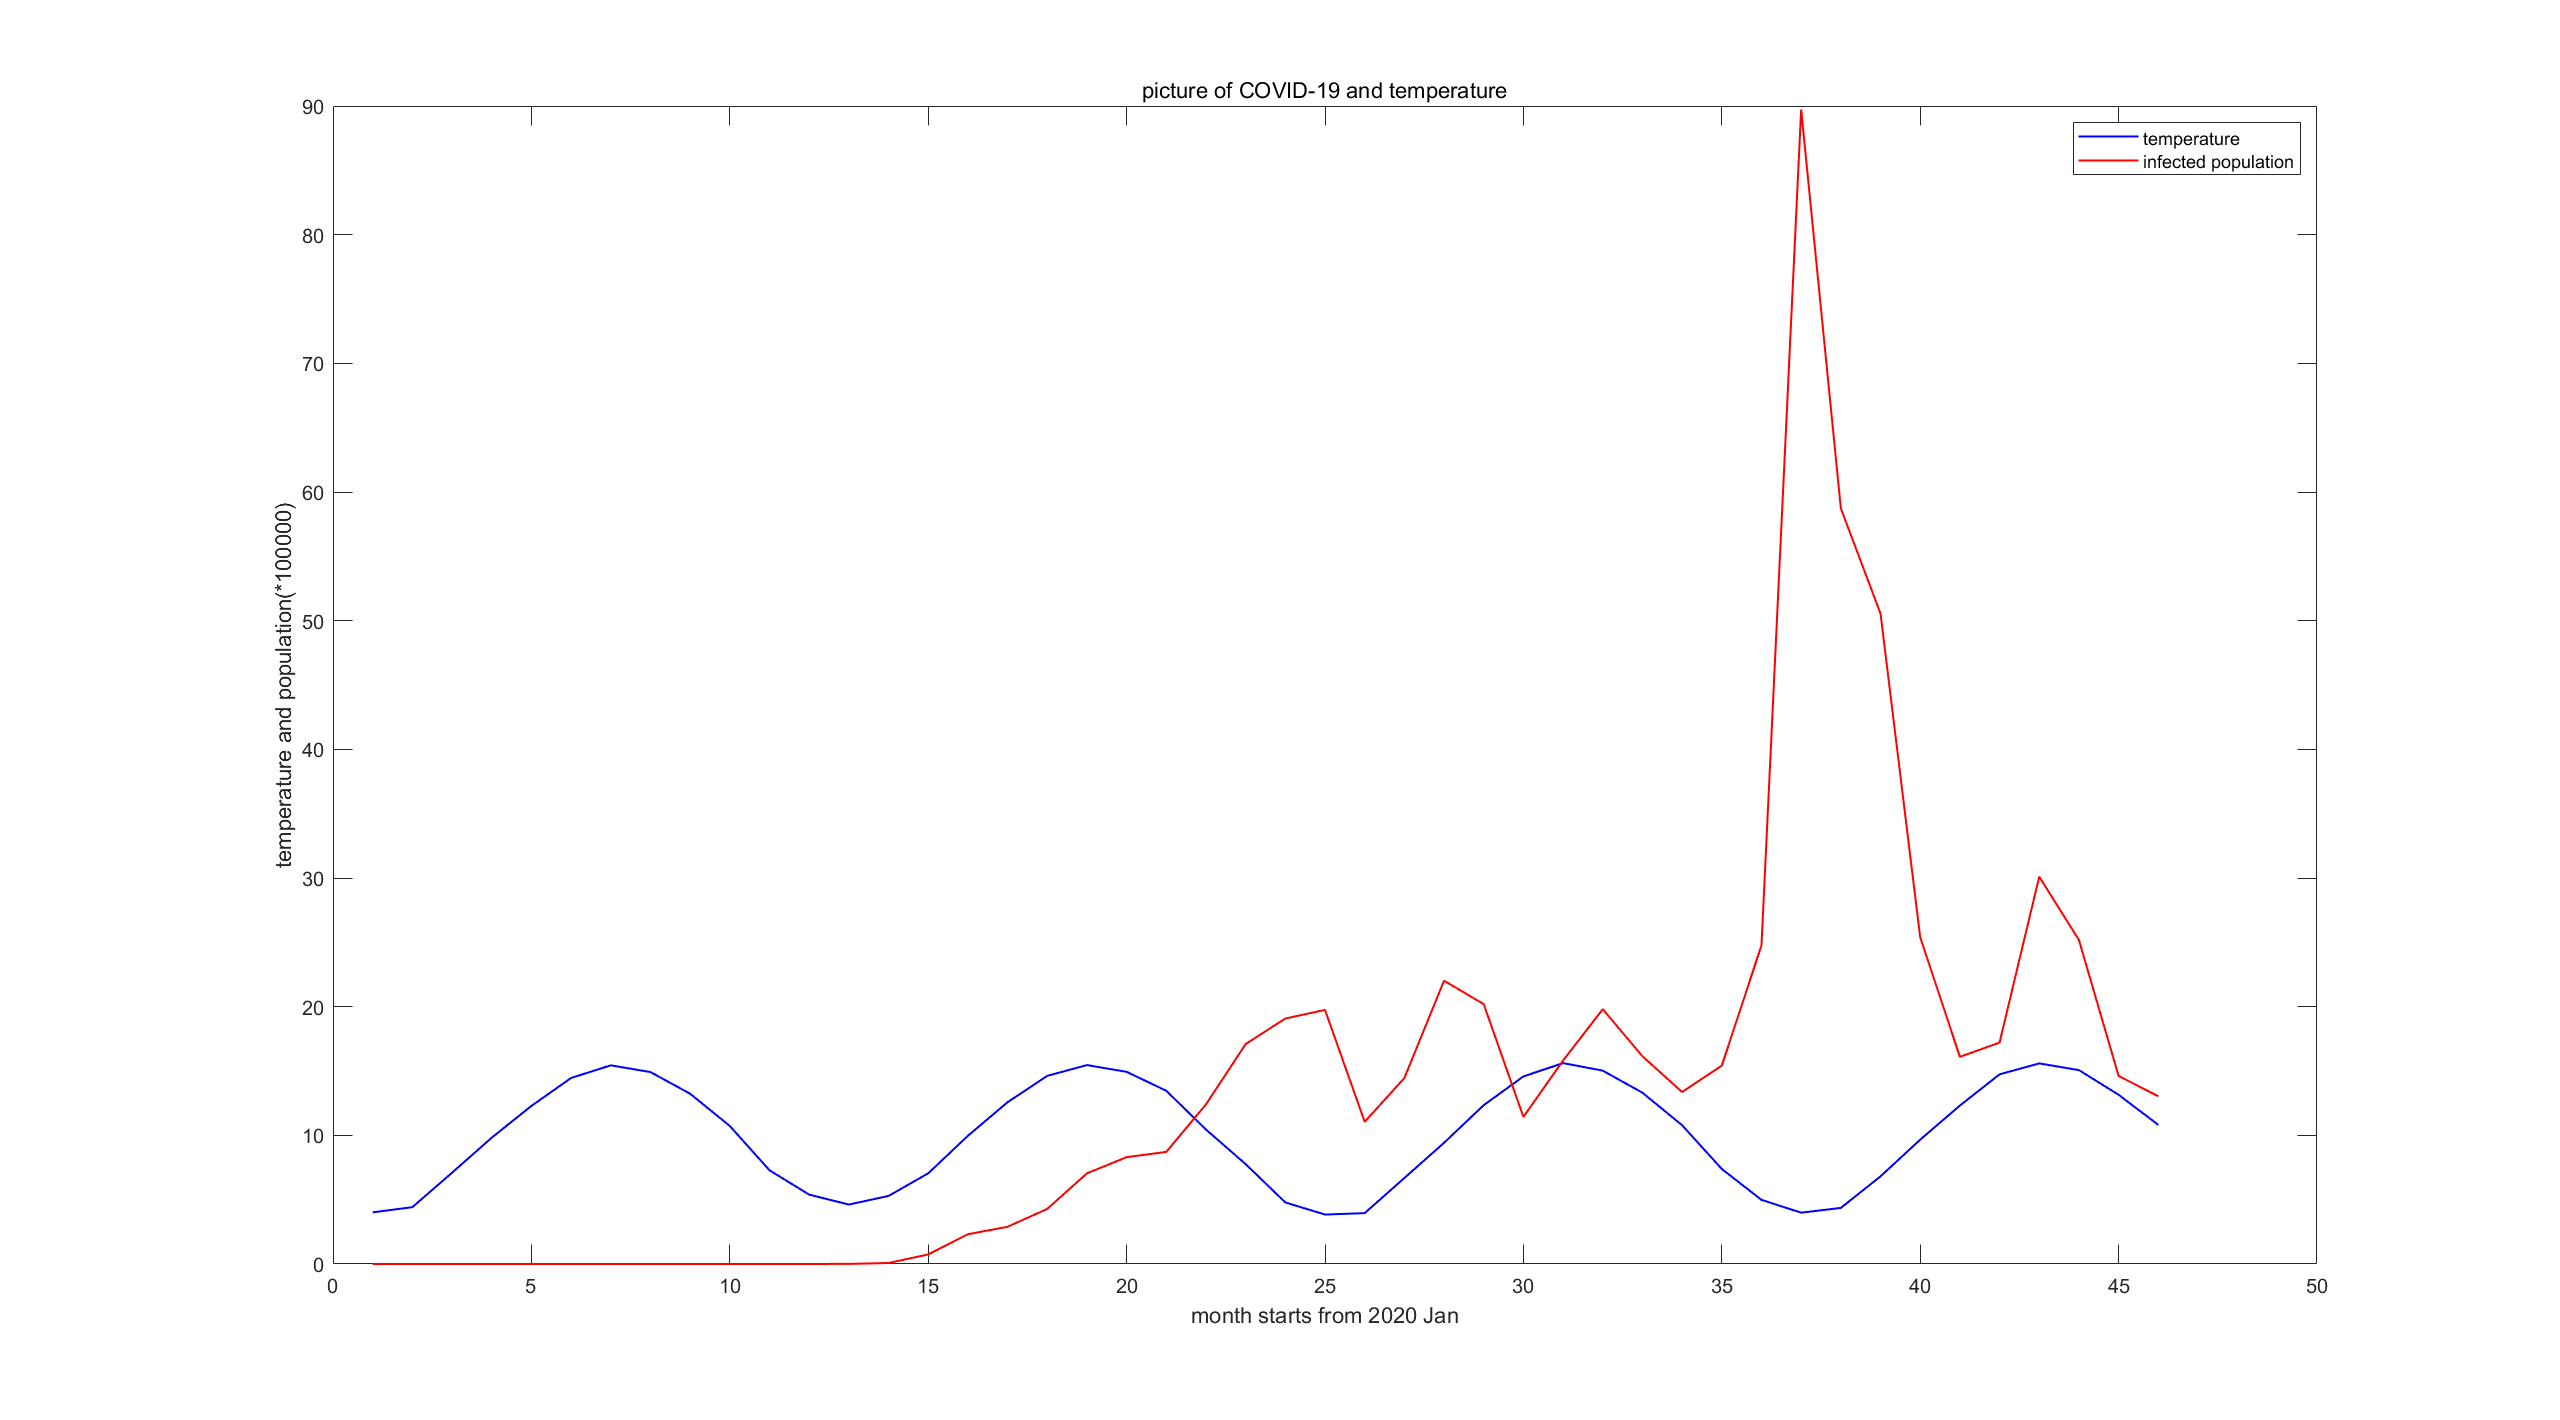 picture of COVID-19 and temperature
90
80
70
60
50
40
30
20
10
0
temperature and population(*100000)
temperature
infected population
0 5 10 15 20 25 30 35 40 45 50
month starts from 2020 Jan